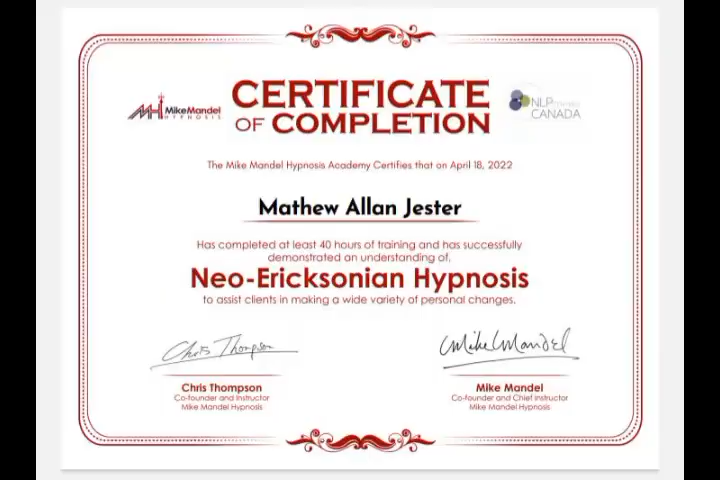 MikeMandel
HYPNOSIS
CERTIFICATE
OF COMPLETION
NLP
CANADA
The Mike Mandel Hypnosis Academy Certifies that on April 18, 2022
Mathew Allan Jester
Has completed at least 40 hours of training and has successfully
demonstrated an understanding of,
Neo-Ericksonian Hypnosis
to assist clients in making a wide variety of personal changes.
Chris Thompson
Mike Mandel
Chris Thompson
Co-founder and Instructor
Mike Mandel Hypnosis
Mike Mandel
Co-founder and Chief Instructor
Mike Mandel Hypnosis